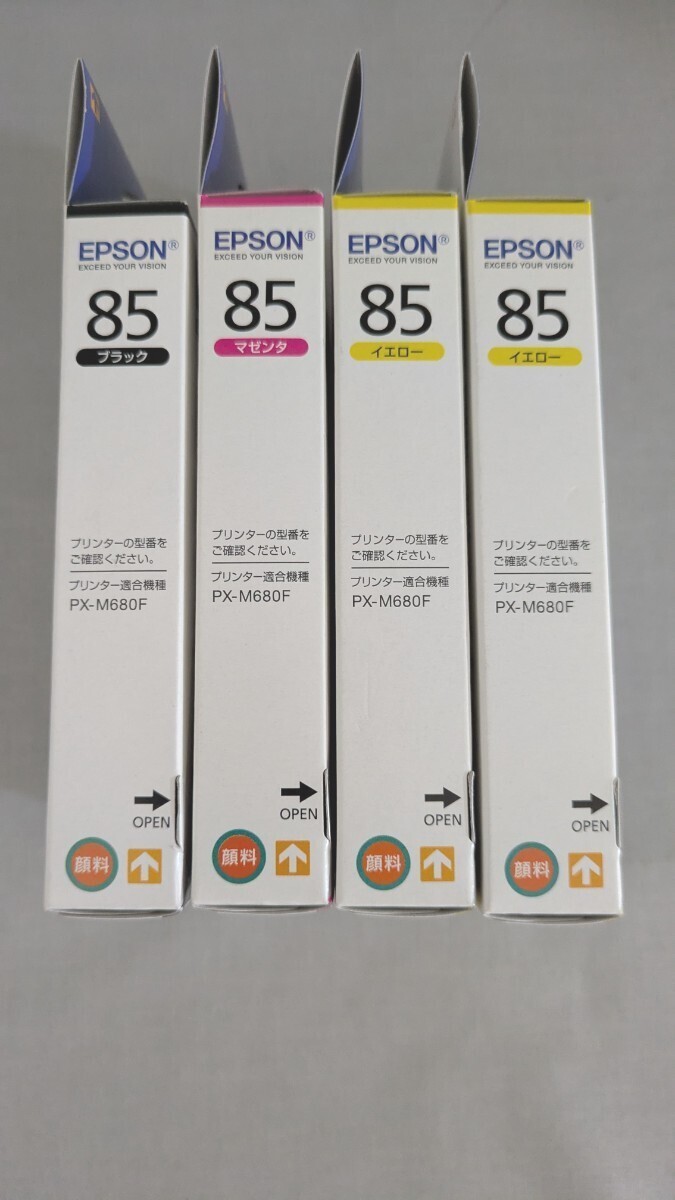 EPSON®
EXCEED YOUR VISION
85
ブラック
プリンターの型番を
ご確認ください。
プリンター適合機種
PX-M680F
OPEN
顔料
EPSON®
EXCEED YOUR VISION
85
マゼンタ
プリンターの型番を
ご確認ください。
プリンター適合機種
PX-M680F
OPEN
顔料
EPSON®
EXCEED YOUR VISION
85
イエロー
プリンターの型番を
ご確認ください。
プリンター適合機種
PX-M680F
OPEN
顔料
EPSON®
EXCEED YOUR VISION
85
イエロー
プリンターの型番を
ご確認ください。
プリンター適合機種
PX-M680F
OPEN
顔料